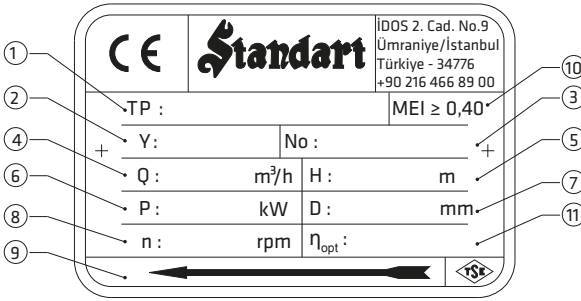 CE
Standart
İDOS 2. Cad. No.9
Ümraniye/İstanbul
Türkiye - 34776
+90 216 466 89 00
1
TP :
MEI ≥ 0,40
10
2
Y:
No :
3
4
Q :
m³/h
H :
m
5
6
P :
kW
D :
mm
7
8
n :
rpm
ηopt :
11
9
TSE